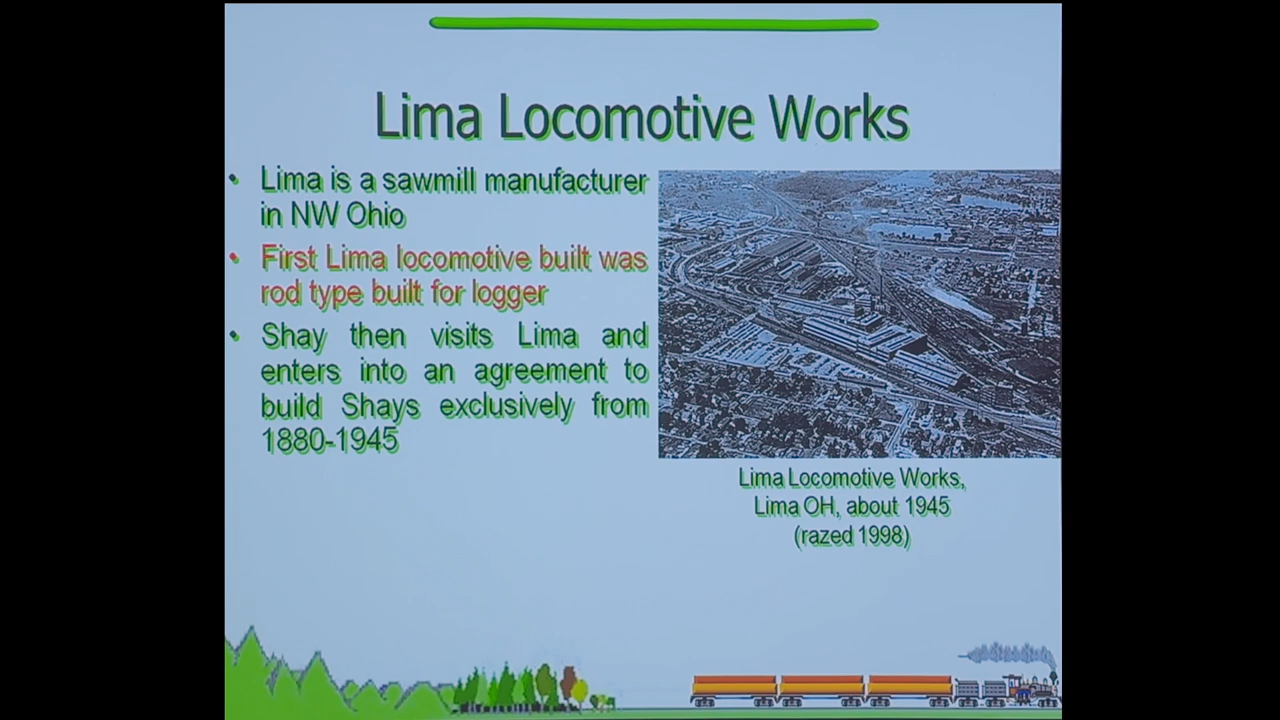 Lima Locomotive Works
• Lima is a sawmill manufacturer
in NW Ohio
• First Lima locomotive built was
rod type built for logger
• Shay then visits Lima and
enters into an agreement to
build Shays exclusively from
1880-1945
Lima Locomotive Works,
Lima OH, about 1945
(razed 1998)